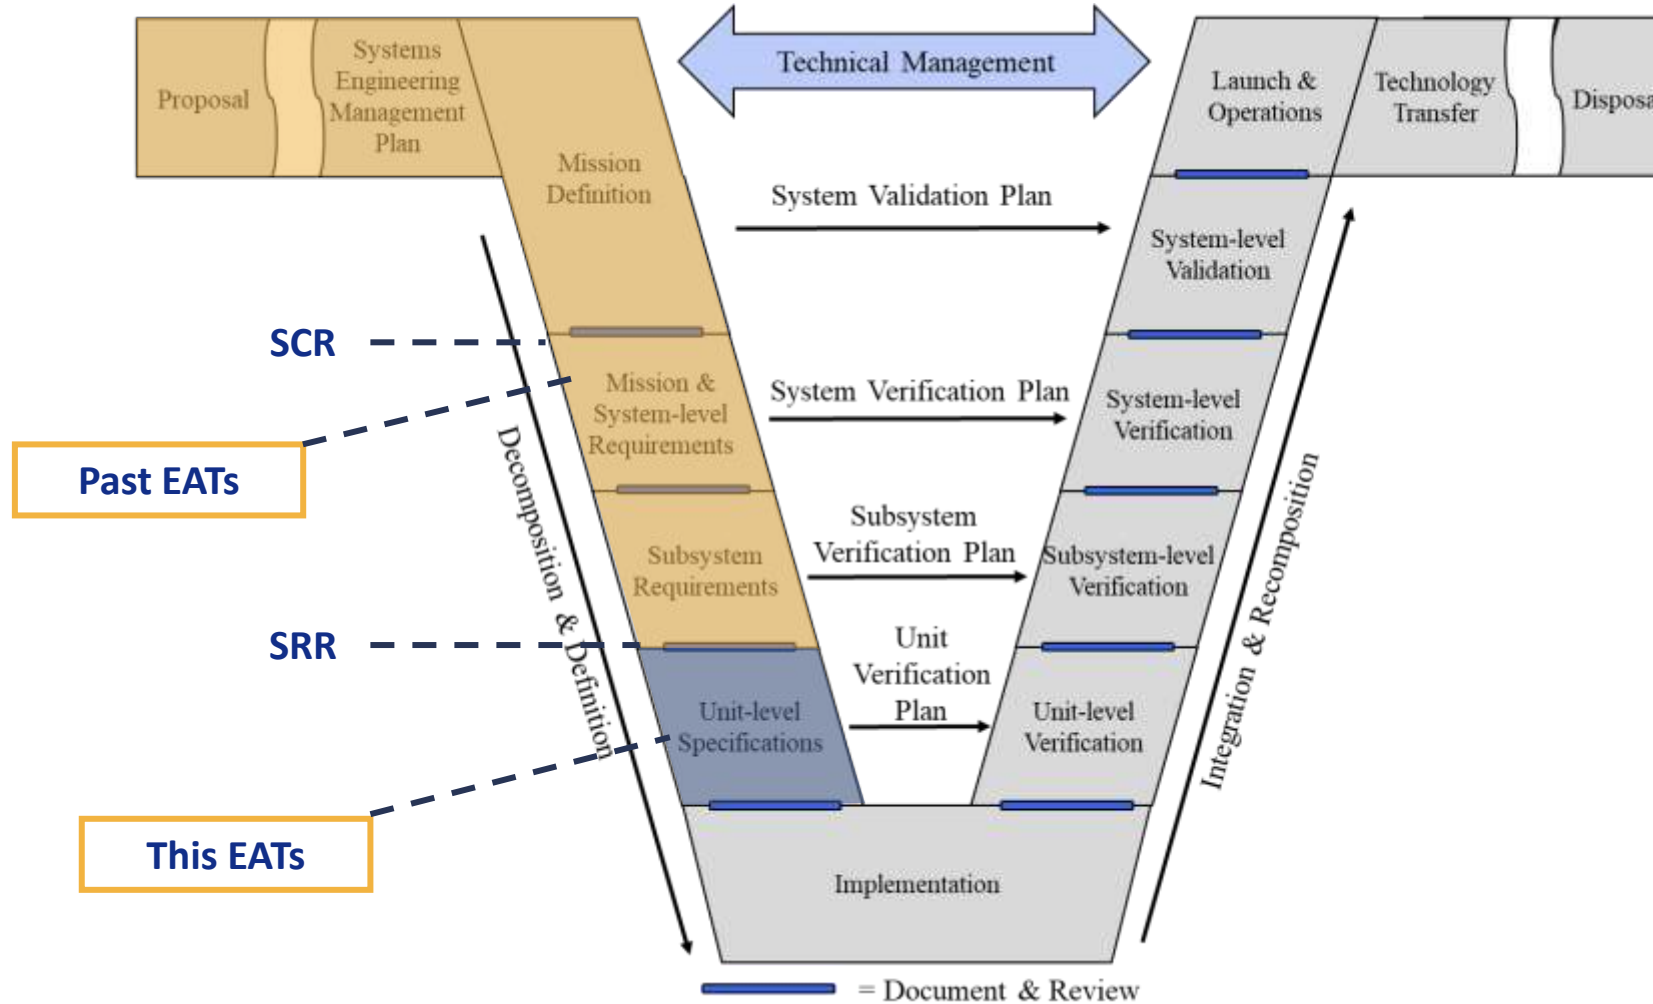 Proposal
Systems
Engineering
Management
Plan
Mission
Definition
Technical Management
Launch &
Operations
Technology
Transfer
Disposa
System Validation Plan
System-level
Validation
SCR
Mission &
System-level
Requirements
System Verification Plan
System-level
Verification
Past EATs
Decomposition & Definition
Subsystem
Requirements
Subsystem
Verification Plan
Subsystem-level
Verification
Integration & Recomposition
SRR
Unit-level
Specifications
Unit
Verification
Plan
Unit-level
Verification
This EATs
Implementation
= Document & Review